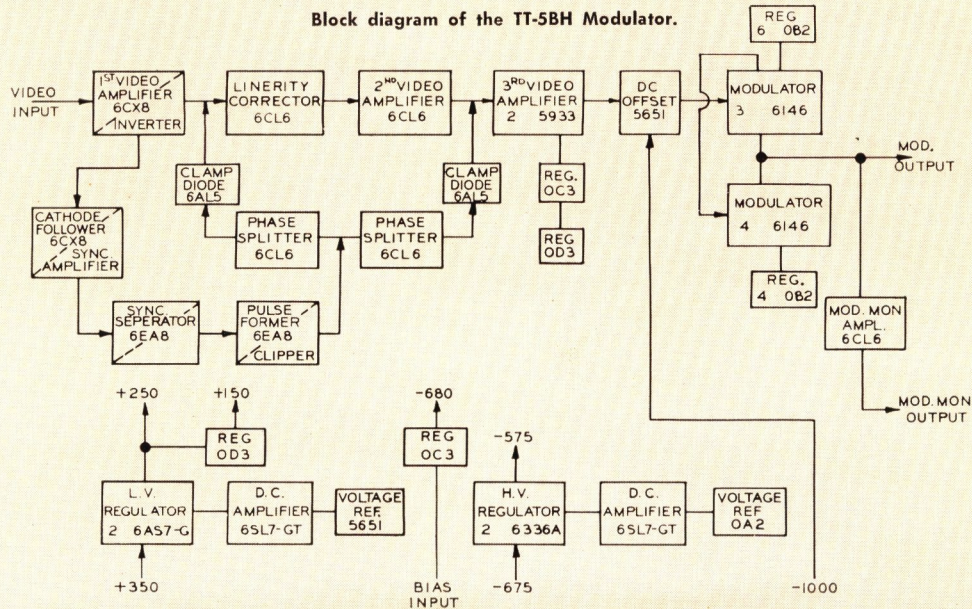 Block diagram of the TT-5BH Modulator.
REG
6 OB2
VIDEO
INPUT
1ST VIDEO
AMPLIFIER
6CX8
INVERTER
LINERITY
CORRECTOR
6CL6
2ND VIDEO
AMPLIFIER
6CL6
3RD VIDEO
AMPLIFIER
2 5933
DC
OFFSET
5651
MODULATOR
3 6146
MOD.
OUTPUT
CLAMP
DIODE
6AL5
CLAMP
DIODE
6AL5
REG.
OC3
MODULATOR
4 6146
CATHODE
FOLLOWER
6CX8
SYNC.
AMPLIFIER
PHASE
SPLITTER
6CL6
PHASE
SPLITTER
6CL6
REG
OD3
REG.
4 OB2
SYNC
SEPERATOR
6EA8
PULSE
FORMER
6EA8
CLIPPER
MOD. MON
AMPL.
6CL6
MOD. MON
OUTPUT
+250
+150
-680
-575
REG
OD3
REG
OC3
L.V.
REGULATOR
2 6AS7-G
D.C.
AMPLIFIER
6SL7-GT
VOLTAGE
REF.
5651
H.V.
REGULATOR
2 6336A
D.C.
AMPLIFIER
6SL7-GT
VOLTAGE
REF
OA2
+350
BIAS
INPUT
-675
-1000